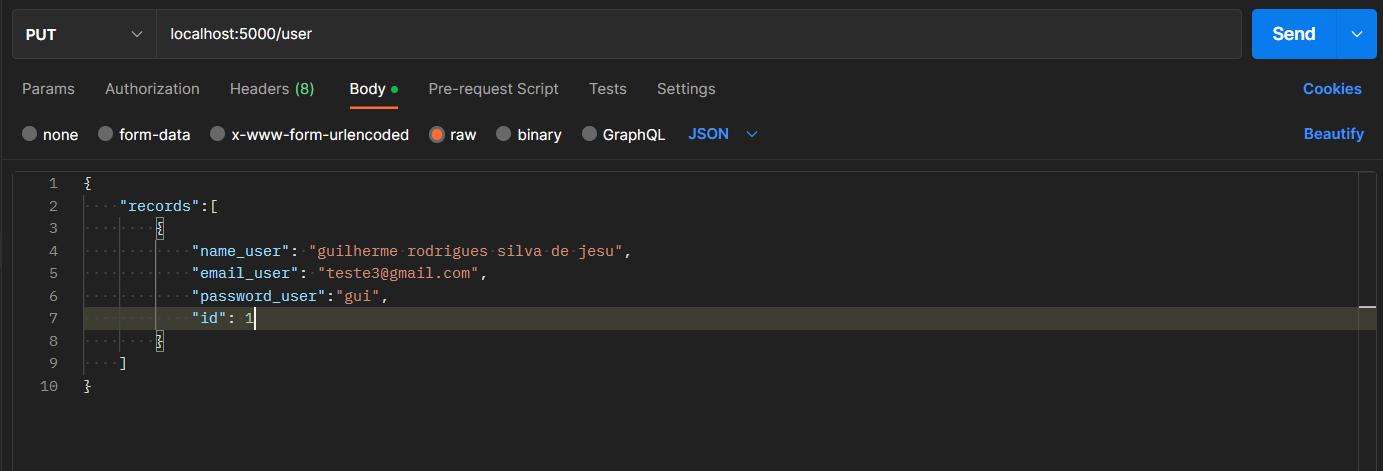 PUT localhost:5000/user Send
Params Authorization Headers (8) Body Pre-request Script Tests Settings Cookies
none form-data x-www-form-urlencoded raw binary GraphQL JSON Beautify
1 {
2 "records":[
3 {
4 "name_user": "guilherme rodrigues silva de jesu",
5 "email_user": "teste3@gmail.com",
6 "password_user":"gui",
7 "id": 1
8 }
9 ]
10 }